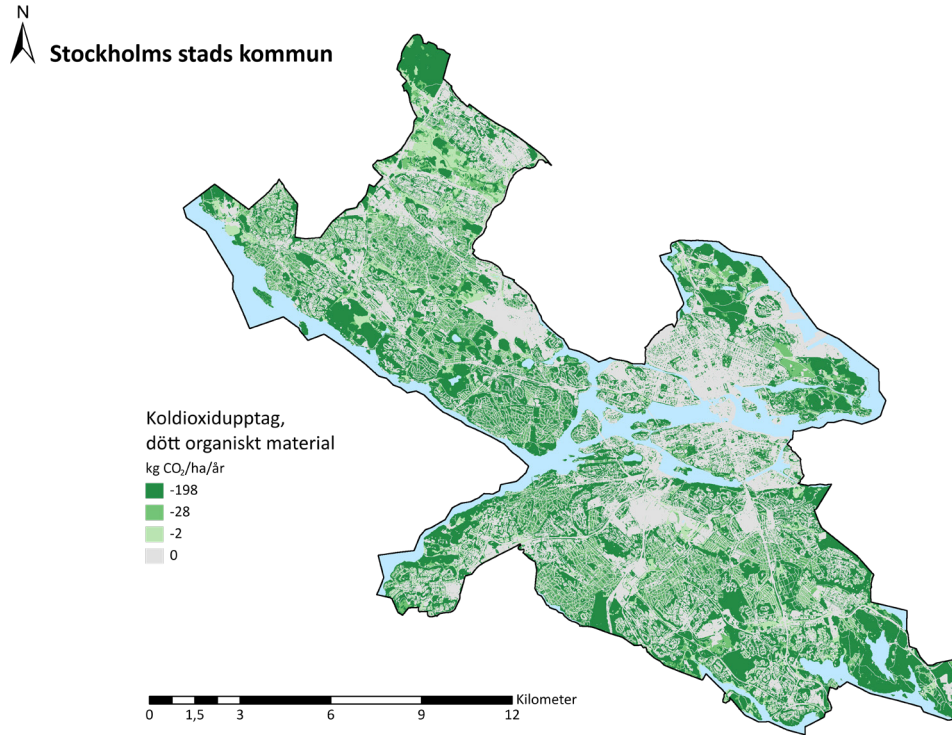 N
Stockholms stads kommun
Koldioxidupptag,
dött organiskt material
kg CO₂/ha/år
-198
-28
-2
0
Kilometer
0 1,5 3 6 9 12